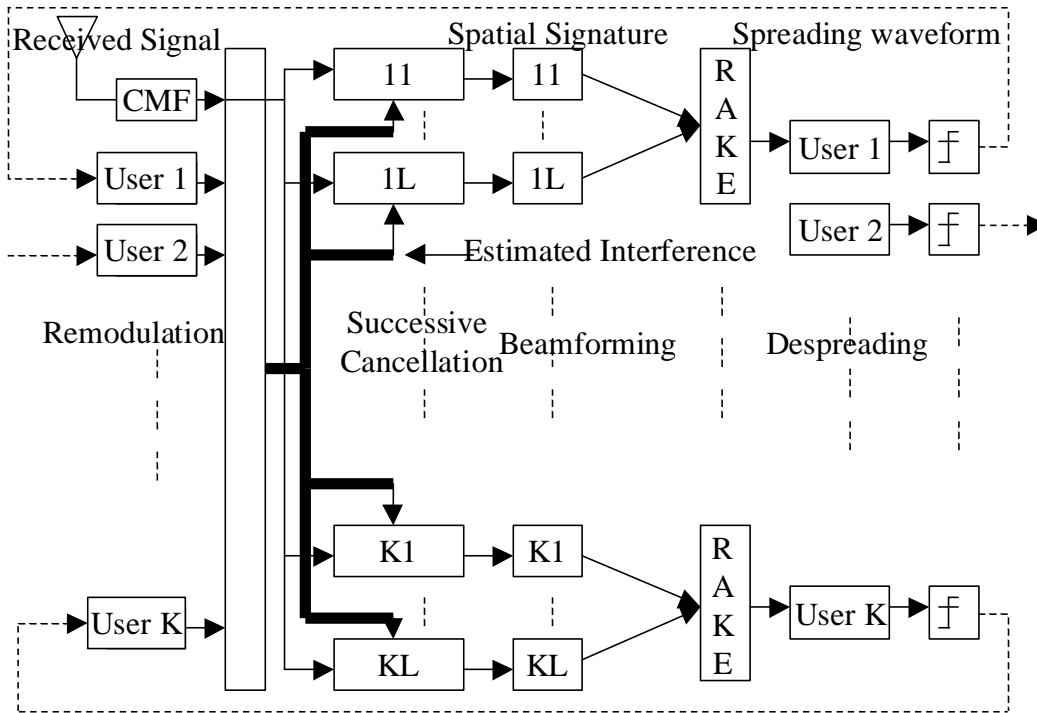 Received Signal
Spatial Signature
Spreading waveform
CMF
11
11
R
A
K
E
User 1
User 1
1L
1L
User 2
User 2
Estimated Interference
Remodulation
Successive
Cancellation
Beamforming
Despreading
K1
K1
R
A
K
E
User K
User K
KL
KL